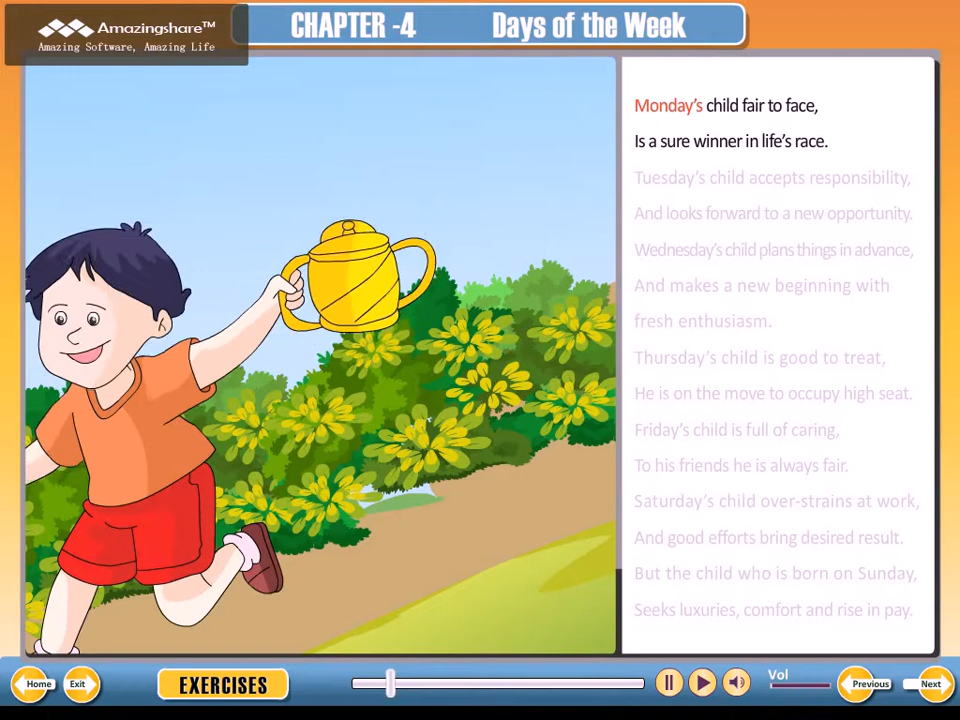 Amazingshare™
Amazing Software, Amazing Life
CHAPTER -4 Days of the Week
Monday's child fair to face,
Is a sure winner in life's race.
Tuesday's child accepts responsibility,
And looks forward to a new opportunity.
Wednesday's child plans things in advance,
And makes a new beginning with
fresh enthusiasm.
Thursday's child is good to treat,
He is on the move to occupy high seat.
Friday's child is full of caring,
To his friends he is always fair.
Saturday's child over-strains at work,
And good efforts bring desired result.
But the child who is born on Sunday,
Seeks luxuries, comfort and rise in pay.
Home Exit EXERCISES Vol Previous Next